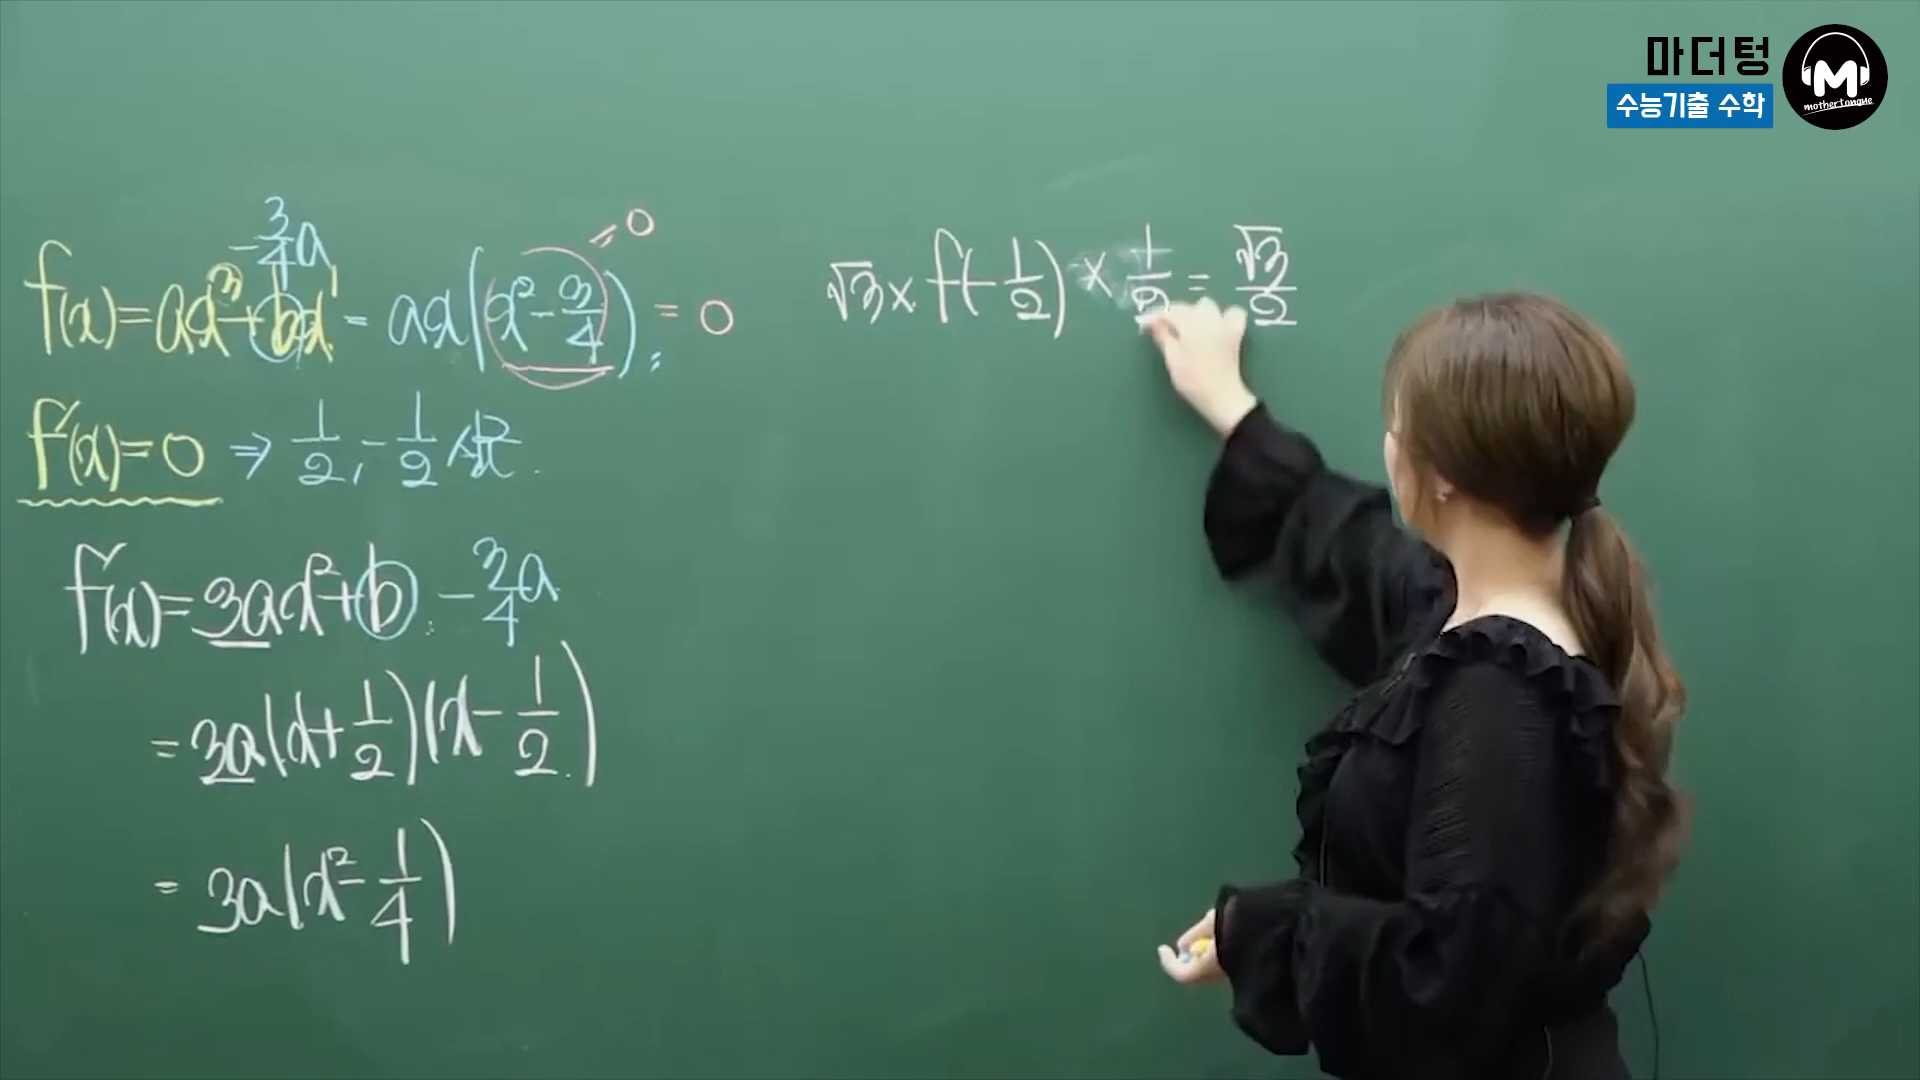 마더텅
수능기출 수학
M
mothertongue
-3/4a
f(x)=ax³+bx = ax(x²-3/4) = 0
=0
f'(x)=0 ⇒ 1/2, -1/2
f'(x)=3ax²+b -3/4a
=3a(x+1/2)(x-1/2)
=3a(x²-1/4)
√3×f(-1/2)×1/2=√3/2